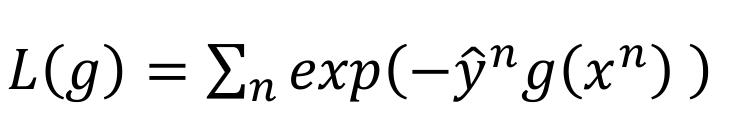 L(g) = ∑ₙ exp(−ŷⁿg(xⁿ) )